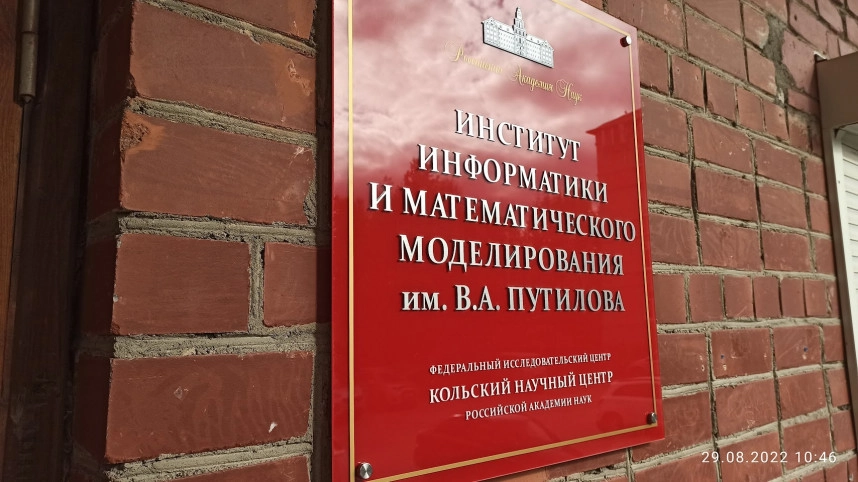 Российская Академия Наук
ИНСТИТУТ
ИНФОРМАТИКИ
И МАТЕМАТИЧЕСКОГО
МОДЕЛИРОВАНИЯ
им. В.А. ПУТИЛОВА
ФЕДЕРАЛЬНЫЙ ИССЛЕДОВАТЕЛЬСКИЙ ЦЕНТР
КОЛЬСКИЙ НАУЧНЫЙ ЦЕНТР
РОССИЙСКОЙ АКАДЕМИИ НАУК
29.08.2022 10:46